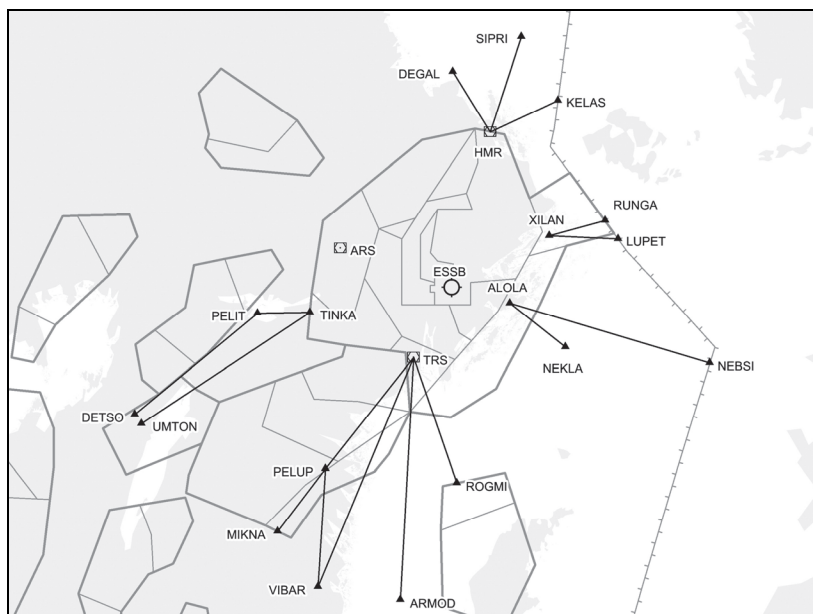 SIPRI
DEGAL
KELAS
HMR
RUNGA
XILAN
LUPET
ARS
ESSB
ALOLA
PELIT
TINKA
TRS
NEKLA
NEBSI
DETSO
UMTON
PELUP
ROGMI
MIKNA
VIBAR
ARMOD